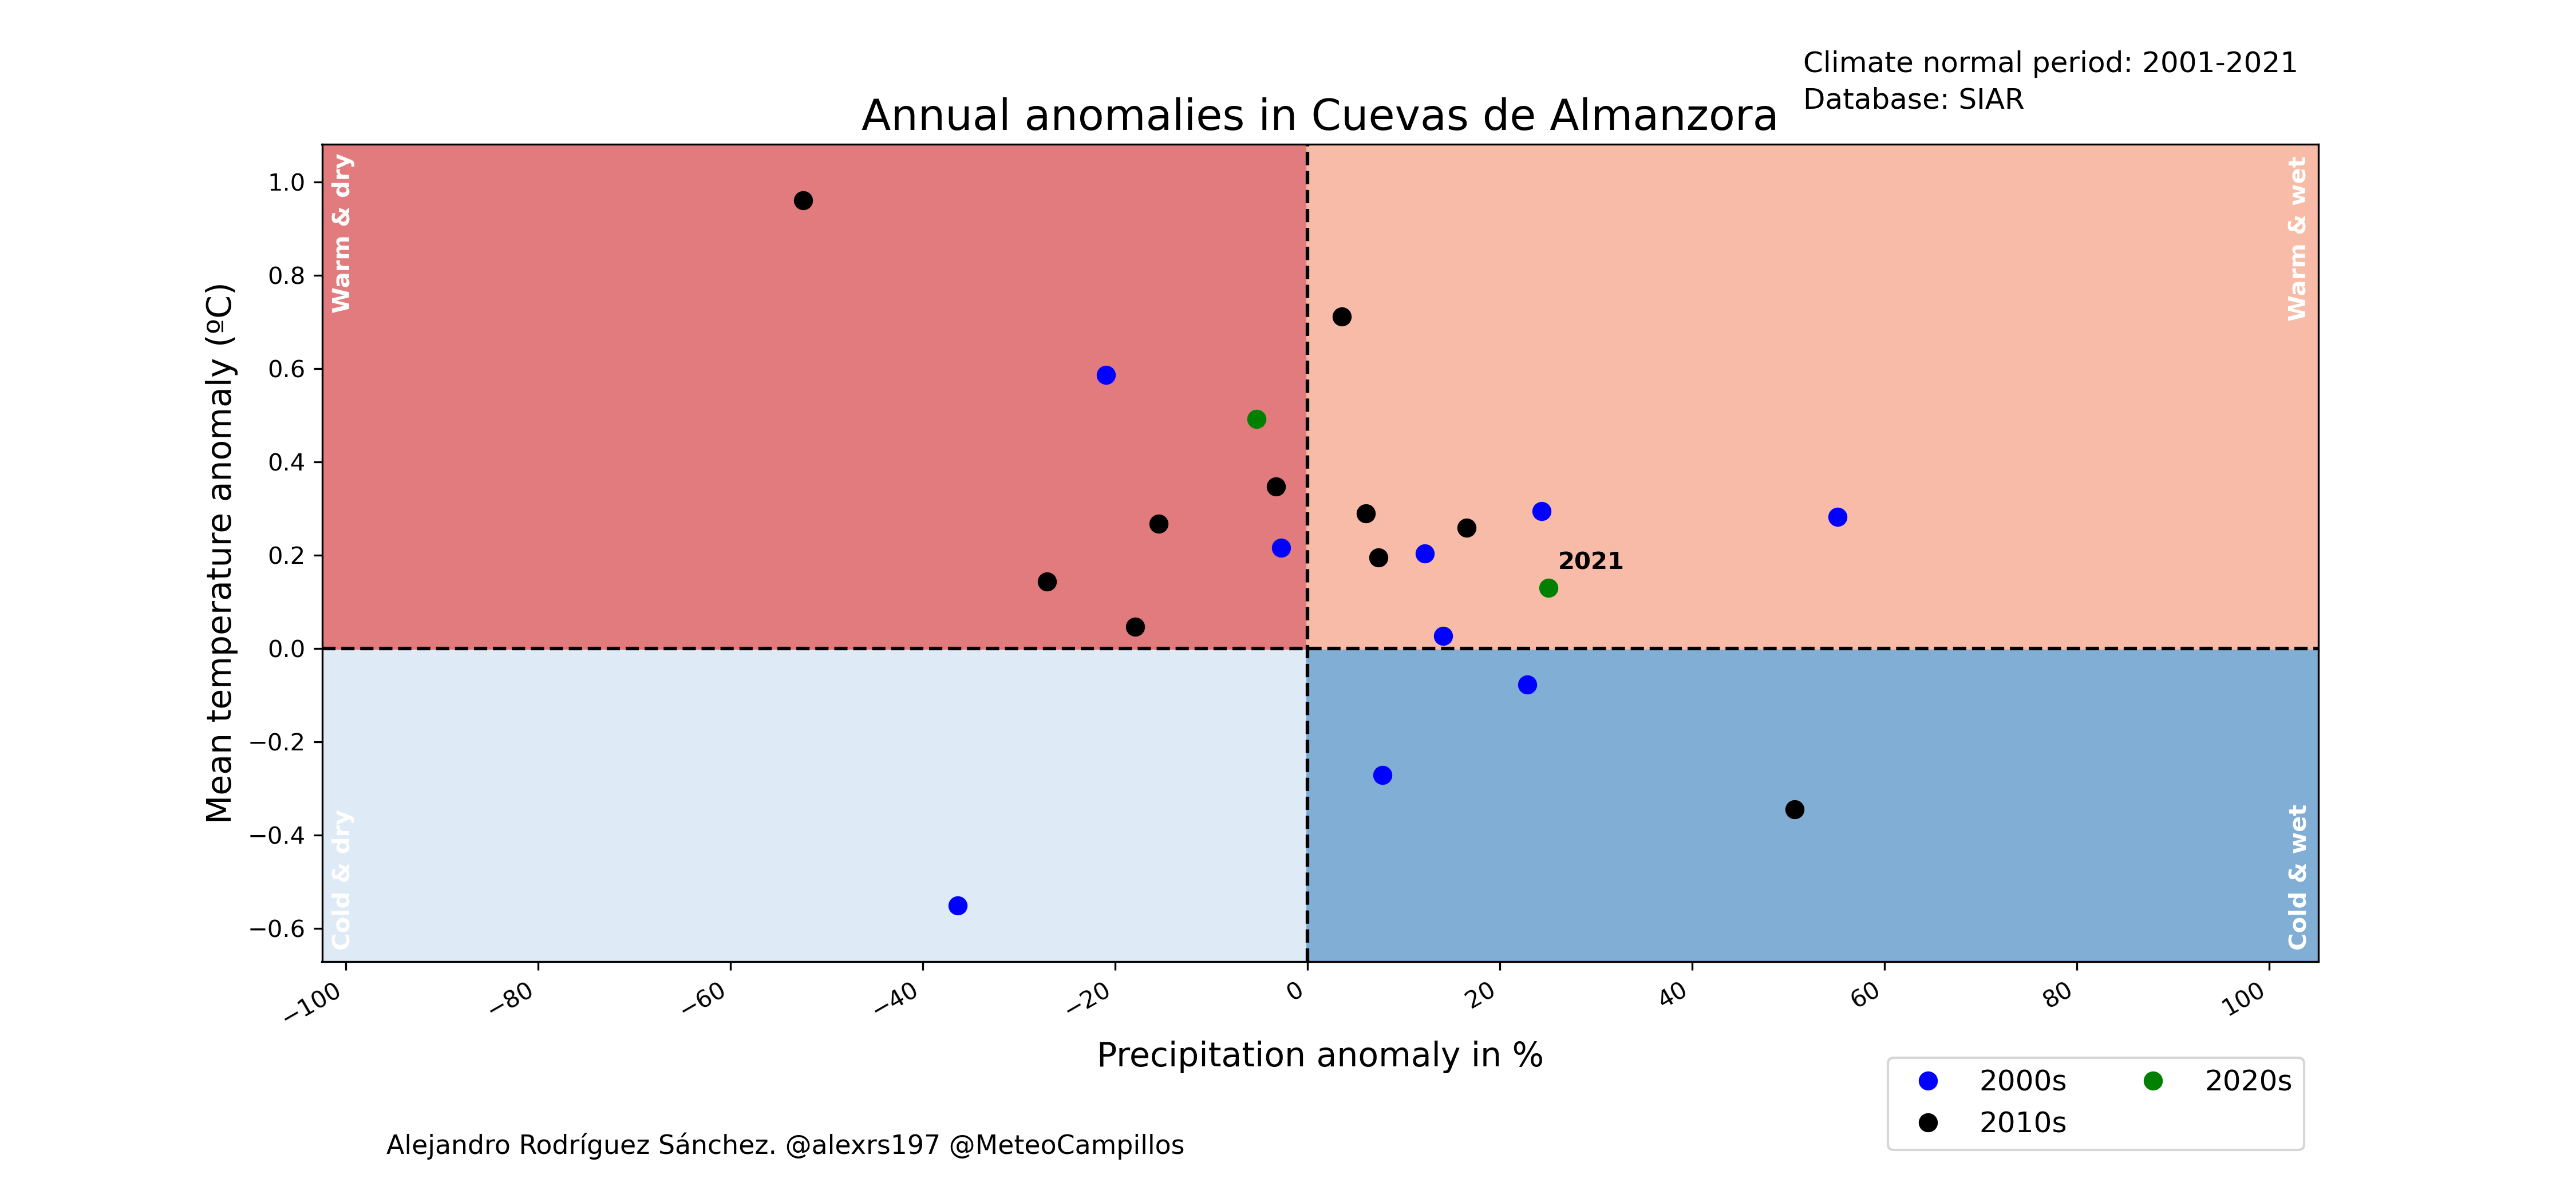 Climate normal period: 2001-2021
Database: SIAR
Annual anomalies in Cuevas de Almanzora
Warm & dry
Warm & wet
Cold & dry
Cold & wet
2021
Mean temperature anomaly (ºC)
1.0
0.8
0.6
0.4
0.2
0.0
−0.2
−0.4
−0.6
−100
−80
−60
−40
−20
0
20
40
60
80
100
Precipitation anomaly in %
2000s
2010s
2020s
Alejandro Rodríguez Sánchez. @alexrs197 @MeteoCampillos